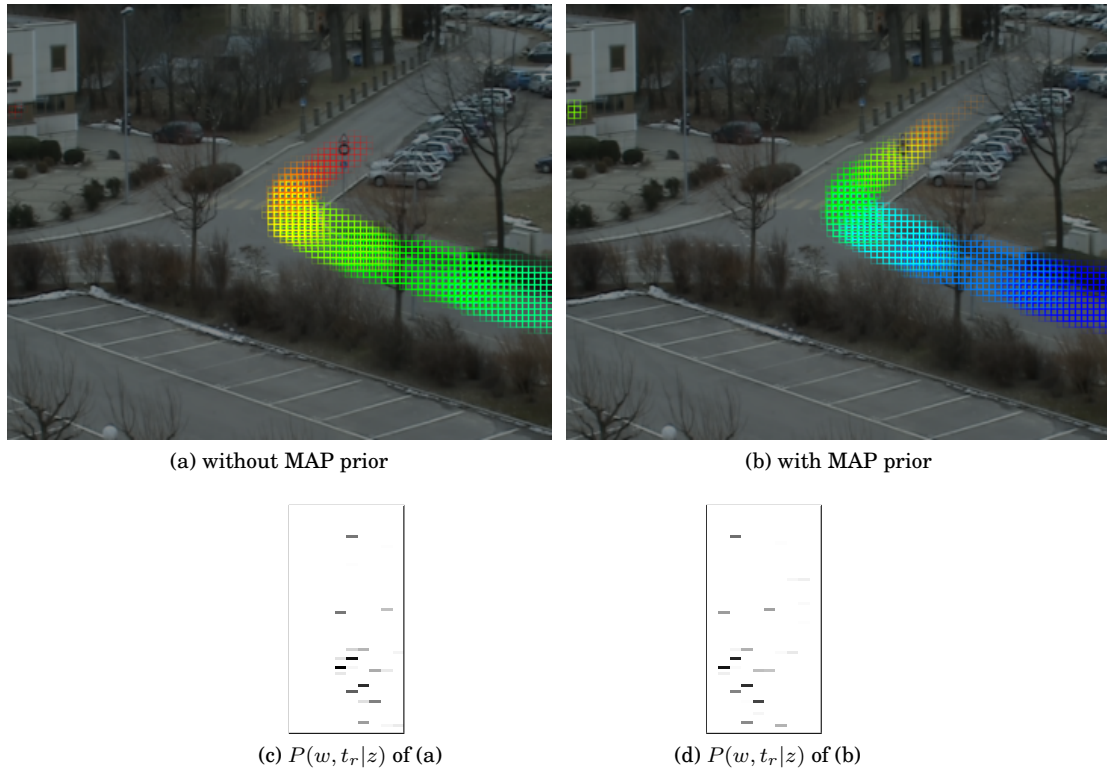 (a) without MAP prior
(b) with MAP prior
(c) P(w, t_r|z) of (a)
(d) P(w, t_r|z) of (b)